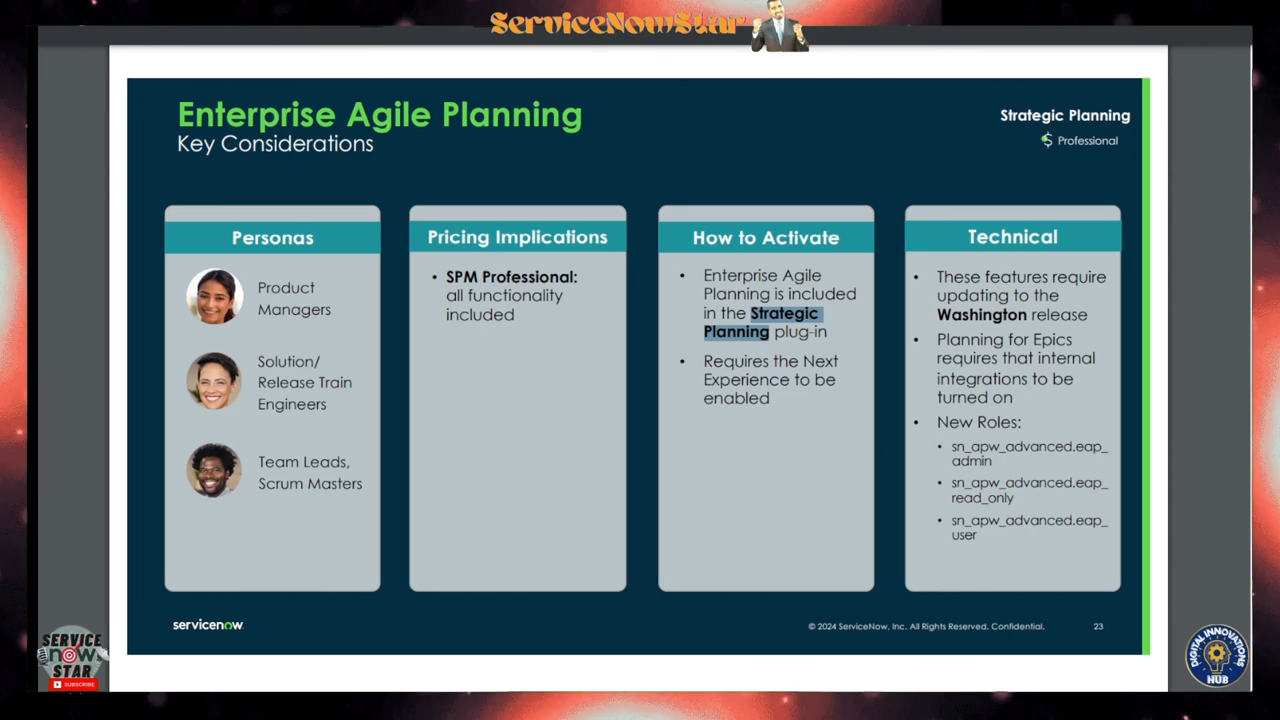 ServiceNowStar
Enterprise Agile Planning
Key Considerations
Strategic Planning
$ Professional
Personas
Product
Managers
Solution/
Release Train
Engineers
Team Leads,
Scrum Masters
Pricing Implications
• SPM Professional:
all functionality
included
How to Activate
• Enterprise Agile
Planning is included
in the Strategic
Planning plug-in
• Requires the Next
Experience to be
enabled
Technical
• These features require
updating to the
Washington release
• Planning for Epics
requires that internal
integrations to be
turned on
• New Roles:
• sn_apw_advanced.eap_
admin
• sn_apw_advanced.eap_
read_only
• sn_apw_advanced.eap_
user
servicenow
© 2024 ServiceNow, Inc. All Rights Reserved. Confidential.
23
SERVICE
now
STAR
SUBSCRIBE
DIGITAL INNOVATIONS
HUB